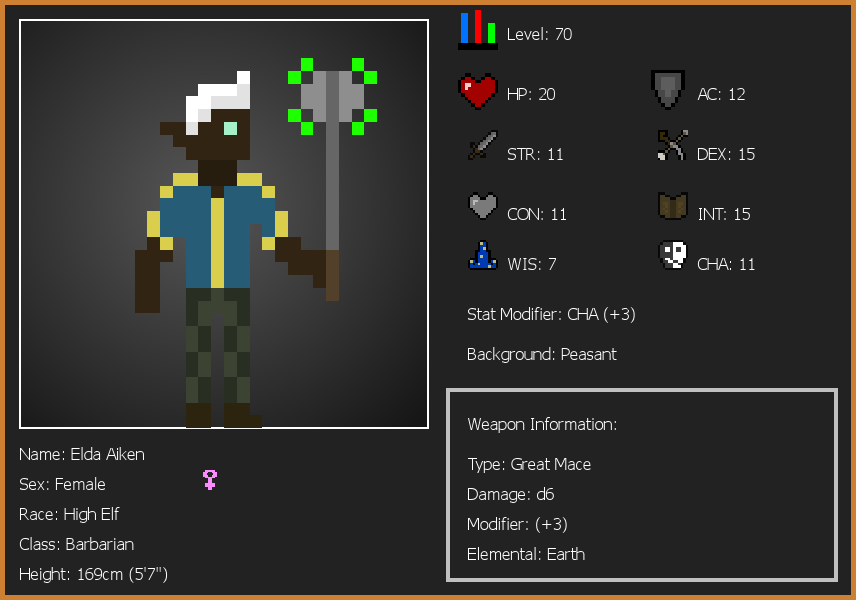 Level: 70
HP: 20
AC: 12
STR: 11
DEX: 15
CON: 11
INT: 15
WIS: 7
CHA: 11
Stat Modifier: CHA (+3)
Background: Peasant
Weapon Information:
Type: Great Mace
Damage: d6
Modifier: (+3)
Elemental: Earth
Name: Elda Aiken
Sex: Female
Race: High Elf
Class: Barbarian
Height: 169cm (5'7")